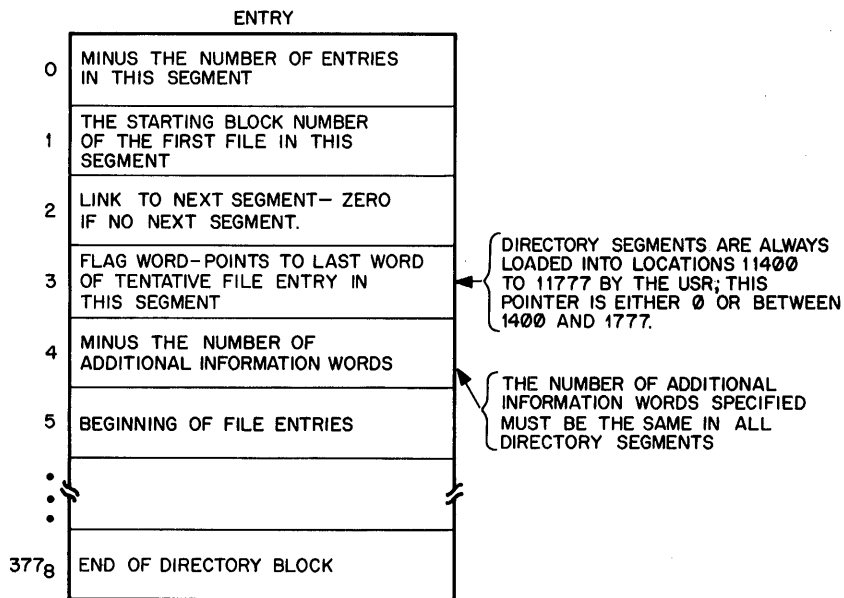 ENTRY
0 MINUS THE NUMBER OF ENTRIES
IN THIS SEGMENT
1 THE STARTING BLOCK NUMBER
OF THE FIRST FILE IN THIS
SEGMENT
2 LINK TO NEXT SEGMENT– ZERO
IF NO NEXT SEGMENT.
3 FLAG WORD–POINTS TO LAST WORD
OF TENTATIVE FILE ENTRY IN
THIS SEGMENT
DIRECTORY SEGMENTS ARE ALWAYS
LOADED INTO LOCATIONS 11400
TO 11777 BY THE USR; THIS
POINTER IS EITHER 0 OR BETWEEN
1400 AND 1777.
4 MINUS THE NUMBER OF
ADDITIONAL INFORMATION WORDS
THE NUMBER OF ADDITIONAL
INFORMATION WORDS SPECIFIED
MUST BE THE SAME IN ALL
DIRECTORY SEGMENTS
5 BEGINNING OF FILE ENTRIES
377₈ END OF DIRECTORY BLOCK